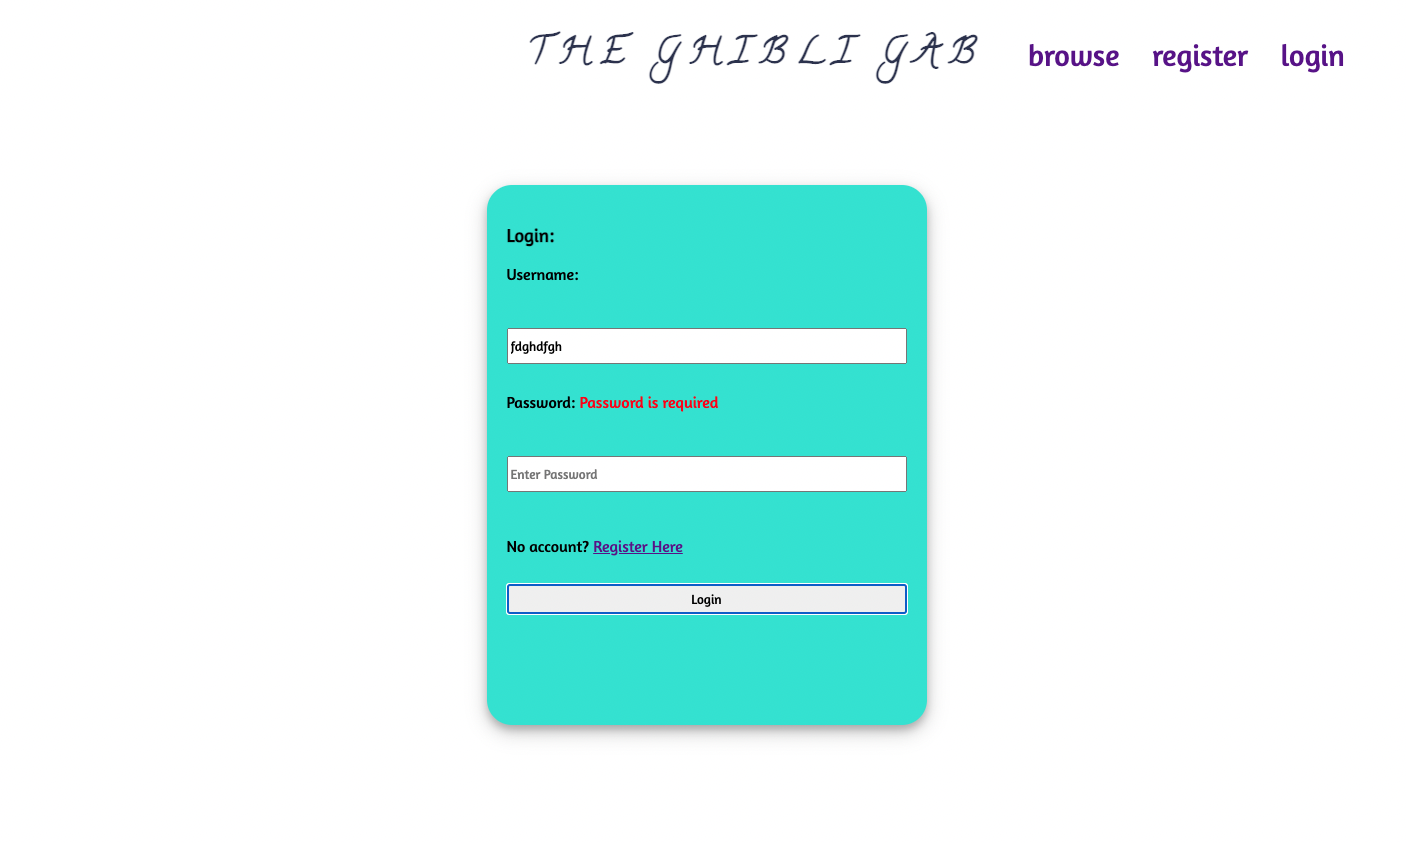 THE GHIBLI GAB
browse register login
Login:
Username:
fdghdfgh
Password: Password is required
Enter Password
No account? Register Here
Login